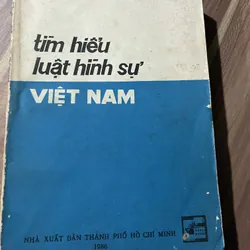 tìm hiểu
luật hình sự
VIỆT NAM
NHÀ XUẤT BẢN THÀNH PHỐ HỒ CHÍ MINH
1986